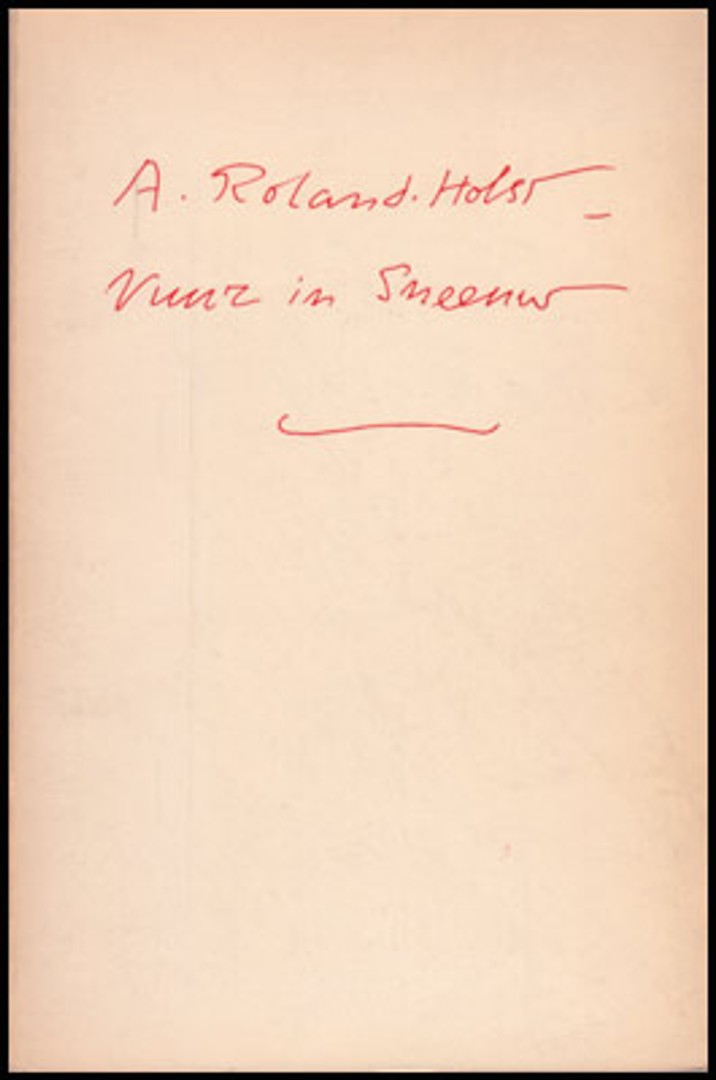 A. Roland.Holst –
Vuur in Sneeuw